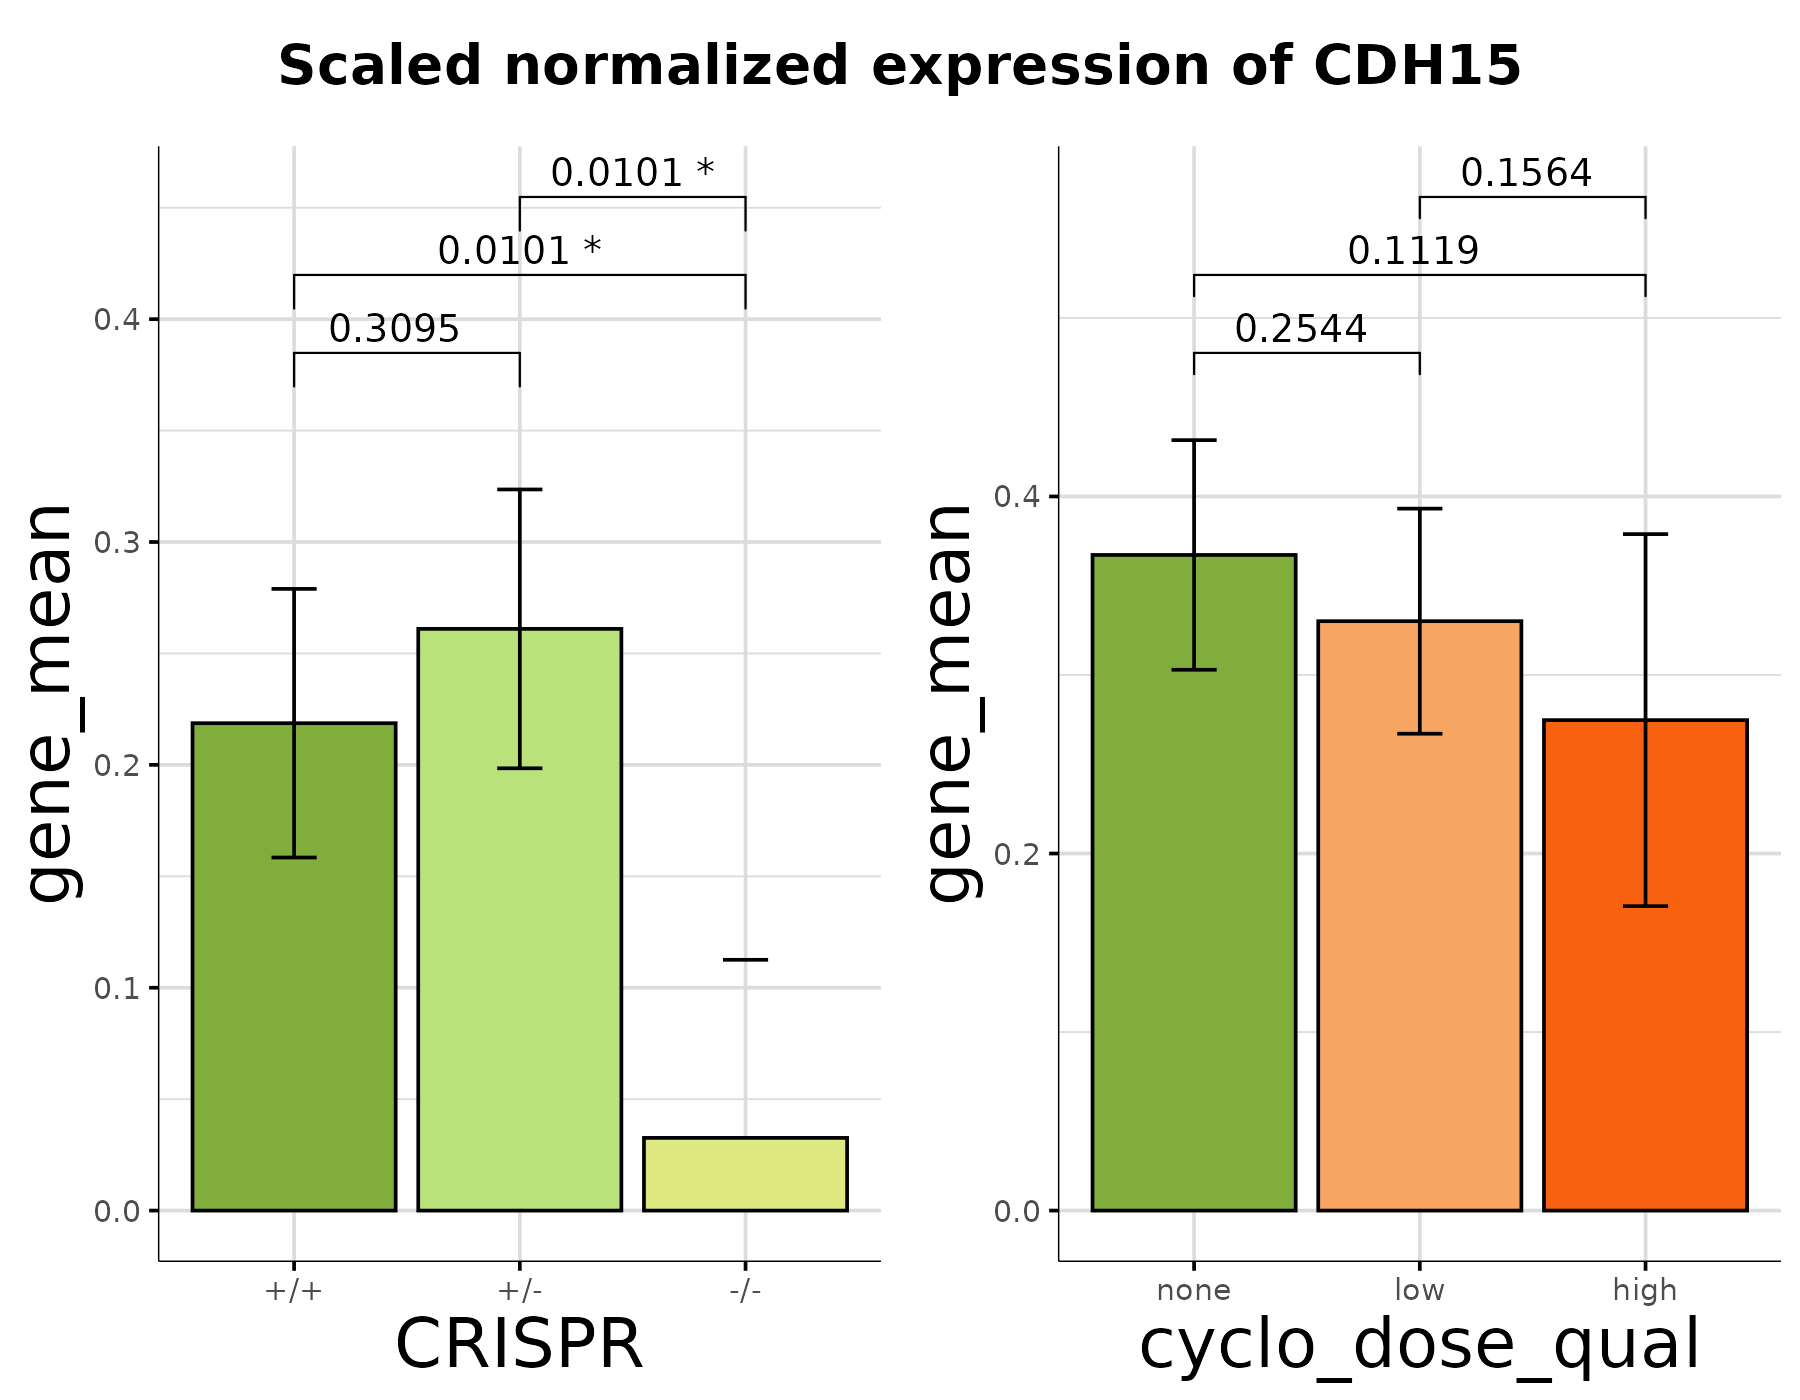 Scaled normalized expression of CDH15
gene_mean
0.4
0.3
0.2
0.1
0.0
0.0101 *
0.0101 *
0.3095
+/+ +/- -/-
CRISPR
gene_mean
0.4
0.2
0.0
0.1564
0.1119
0.2544
none low high
cyclo_dose_qual